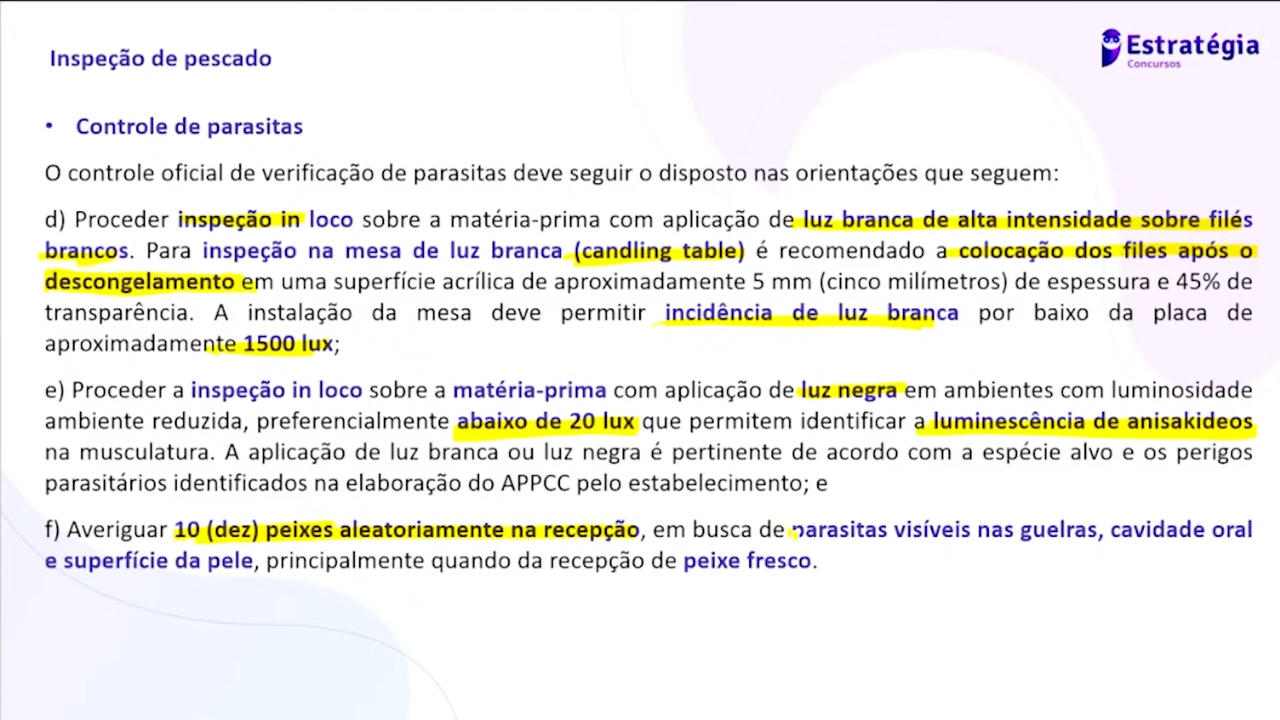 Inspeção de pescado
Estratégia
Concursos
• Controle de parasitas
O controle oficial de verificação de parasitas deve seguir o disposto nas orientações que seguem:
d) Proceder inspeção in loco sobre a matéria-prima com aplicação de luz branca de alta intensidade sobre filés
brancos. Para inspeção na mesa de luz branca (candling table) é recomendado a colocação dos files após o
descongelamento em uma superfície acrílica de aproximadamente 5 mm (cinco milímetros) de espessura e 45% de
transparência. A instalação da mesa deve permitir incidência de luz branca por baixo da placa de
aproximadamente 1500 lux;
e) Proceder a inspeção in loco sobre a matéria-prima com aplicação de luz negra em ambientes com luminosidade
ambiente reduzida, preferencialmente abaixo de 20 lux que permitem identificar a luminescência de anisakideos
na musculatura. A aplicação de luz branca ou luz negra é pertinente de acordo com a espécie alvo e os perigos
parasitários identificados na elaboração do APPCC pelo estabelecimento; e
f) Averiguar 10 (dez) peixes aleatoriamente na recepção, em busca de parasitas visíveis nas guelras, cavidade oral
e superfície da pele, principalmente quando da recepção de peixe fresco.